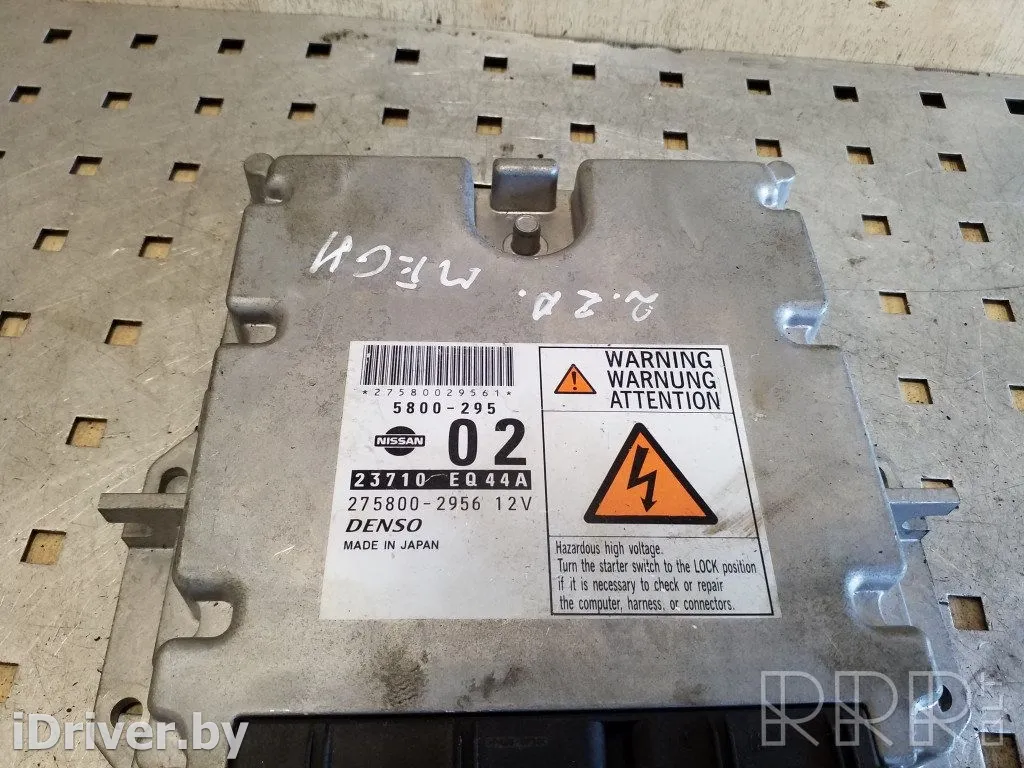 MECH
2.2D.
*27580029561*
5800-295
NISSAN
02
23710 EQ44A
275800-2956 12V
DENSO
MADE IN JAPAN
WARNING
WARNUNG
ATTENTION
Hazardous high voltage.
Turn the starter switch to the LOCK position
if it is necessary to check or repair
the computer, harness, or connectors.
iDriver.by
RRR.LT